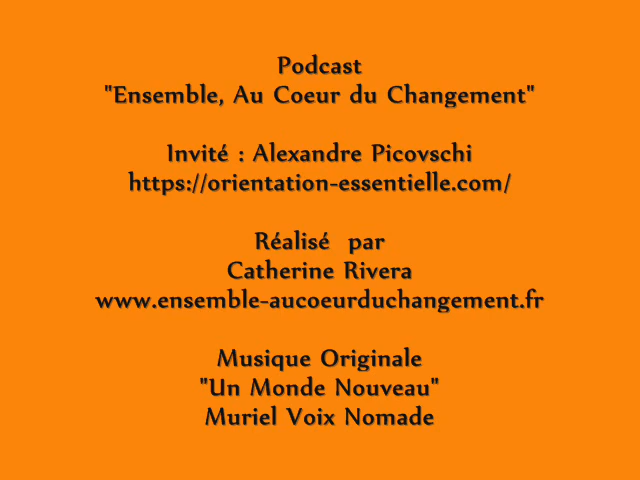 Podcast
"Ensemble, Au Coeur du Changement"
Invité : Alexandre Picovschi
https://orientation-essentielle.com/
Réalisé par
Catherine Rivera
www.ensemble-aucoeurduchangement.fr
Musique Originale
"Un Monde Nouveau"
Muriel Voix Nomade